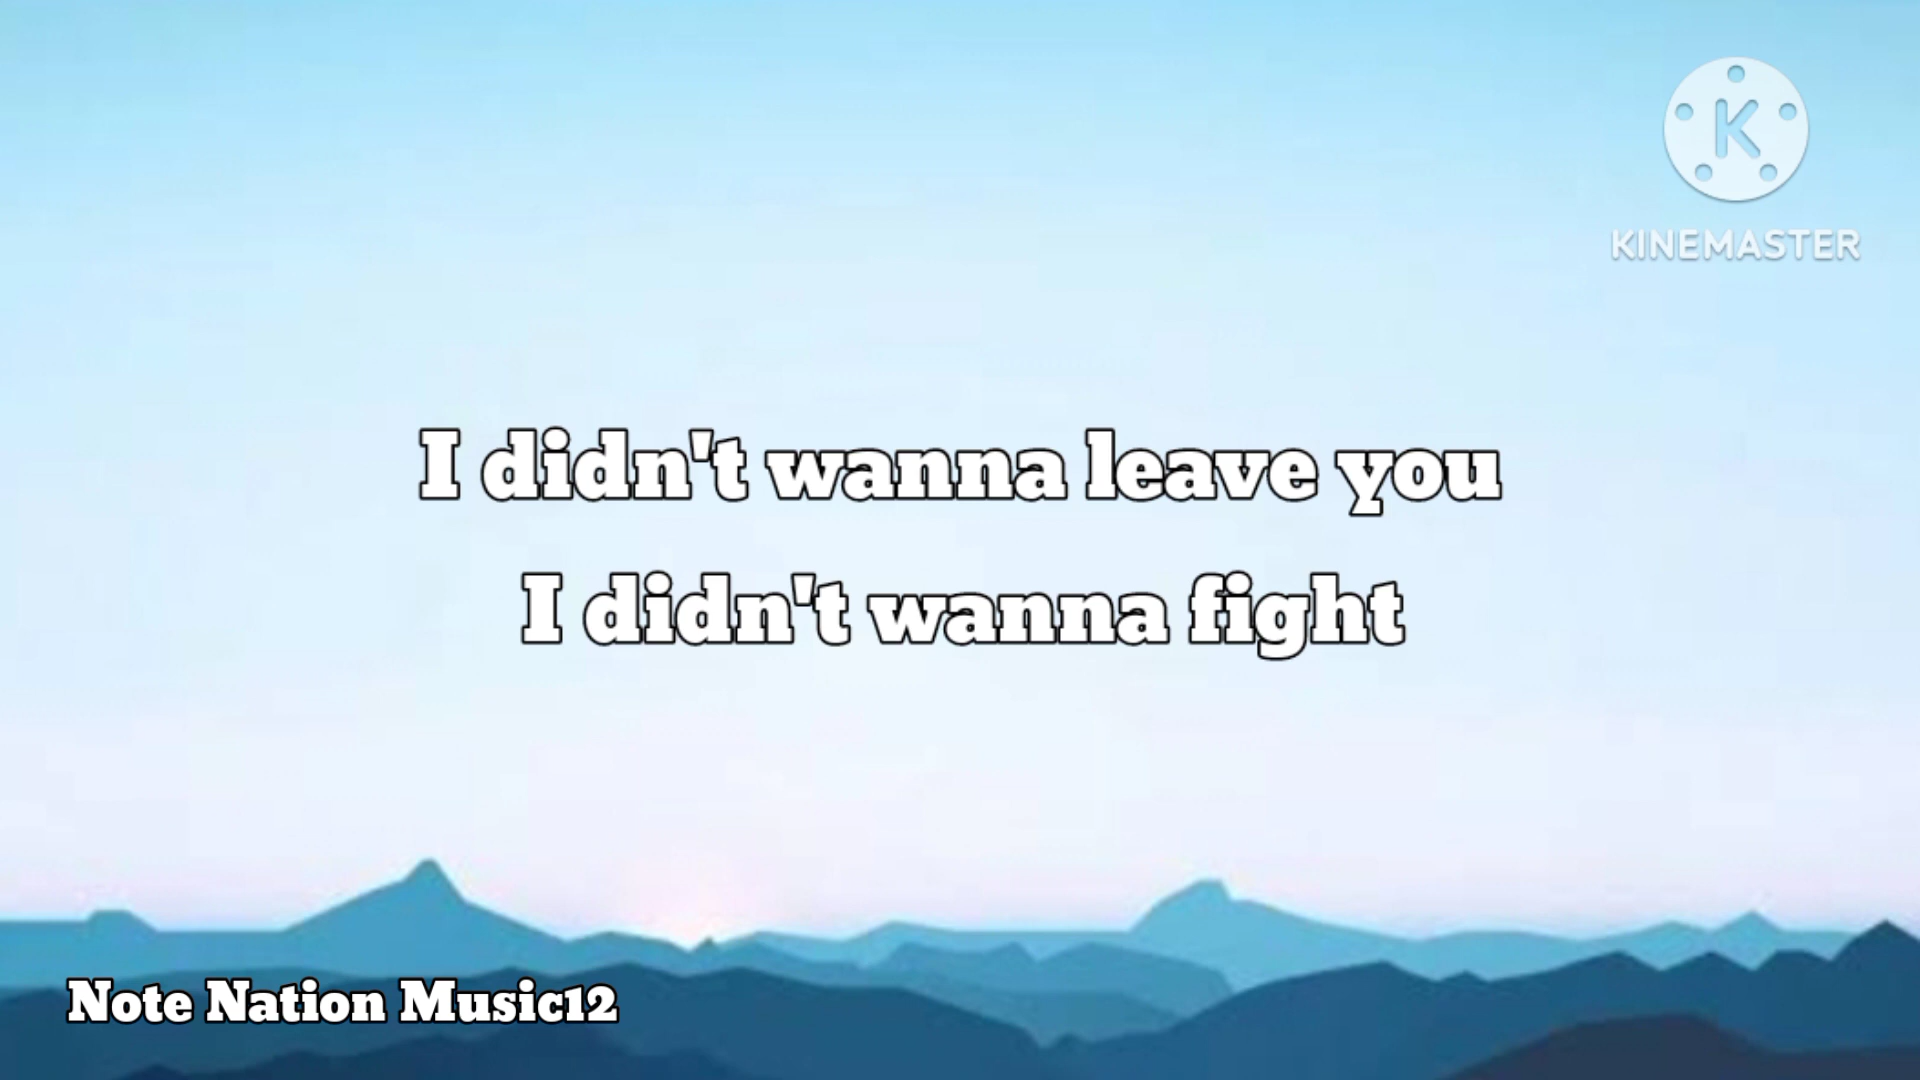 K
KINEMASTER
I didn't wanna leave you
I didn't wanna fight
Note Nation Music12